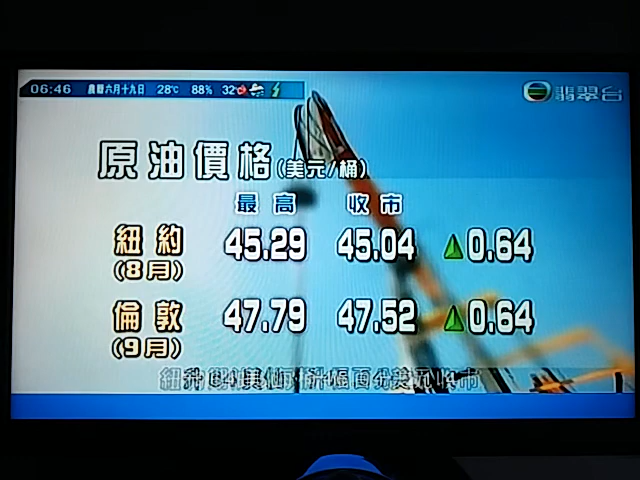 06:46 農曆六月十九日 28℃ 88% 32℃
翡翠台
原油價格(美元/桶)
最高 收市
紐約 45.29 45.04 ▲0.64
(8月)
倫敦 47.79 47.52 ▲0.64
(9月)